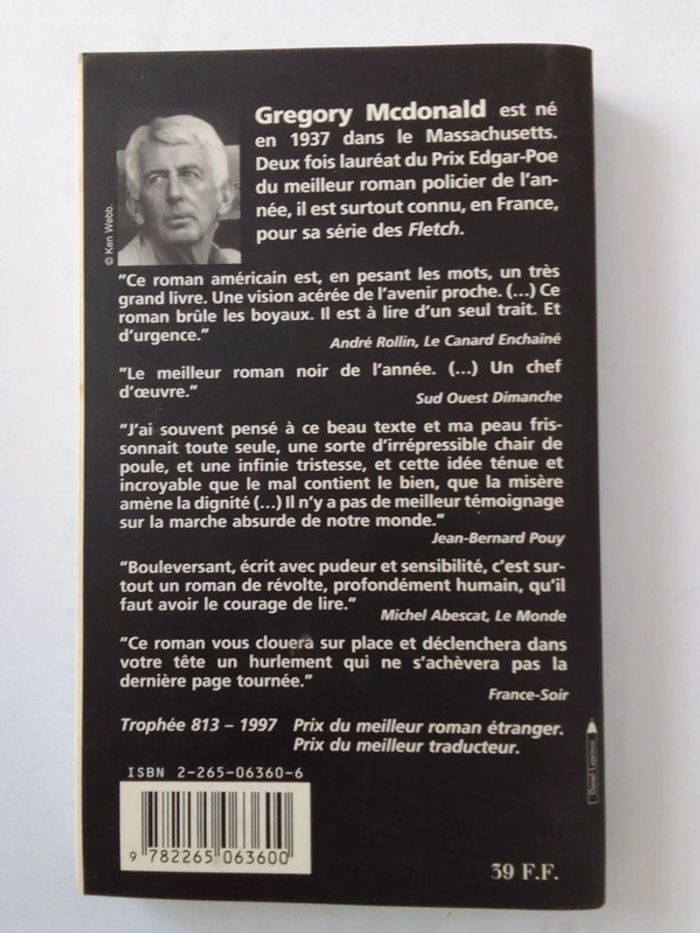 Gregory Mcdonald est né
en 1937 dans le Massachusetts.
Deux fois lauréat du Prix Edgar-Poe
du meilleur roman policier de l'an-
née, il est surtout connu, en France,
pour sa série des Fletch.
© Ken Webb.
"Ce roman américain est, en pesant les mots, un très
grand livre. Une vision acérée de l'avenir proche. (...) Ce
roman brûle les boyaux. Il est à lire d'un seul trait. Et
d'urgence."
André Rollin, Le Canard Enchaîné
"Le meilleur roman noir de l'année. (...) Un chef
d'œuvre."
Sud Ouest Dimanche
"J'ai souvent pensé à ce beau texte et ma peau fris-
sonnait toute seule, une sorte d'irrépressible chair de
poule, et une infinie tristesse, et cette idée ténue et
incroyable que le mal contient le bien, que la misère
amène la dignité (...) Il n'y a pas de meilleur témoignage
sur la marche absurde de notre monde."
Jean-Bernard Pouy
"Bouleversant, écrit avec pudeur et sensibilité, c'est sur-
tout un roman de révolte, profondément humain, qu'il
faut avoir le courage de lire."
Michel Abescat, Le Monde
"Ce roman vous clouera sur place et déclenchera dans
votre tête un hurlement qui ne s'achèvera pas la
dernière page tournée."
France-Soir
Trophée 813 – 1997 Prix du meilleur roman étranger.
Prix du meilleur traducteur.
Daniel Leprince
ISBN 2-265-06360-6
9 782265 063600
39 F.F.